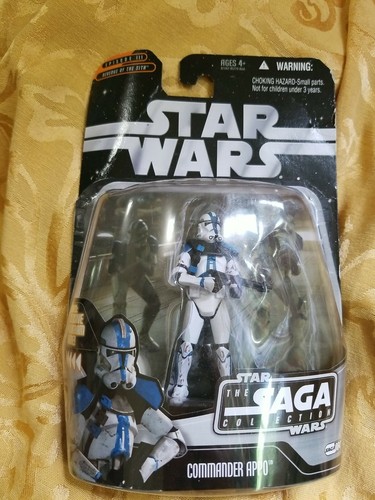 EPISODE III
REVENGE OF THE SITH
AGES 4+
WARNING:
CHOKING HAZARD-Small parts.
Not for children under 3 years.
STAR
WARS
STAR
THE SAGA
COLLECTION
WARS
COMMANDER APPO™